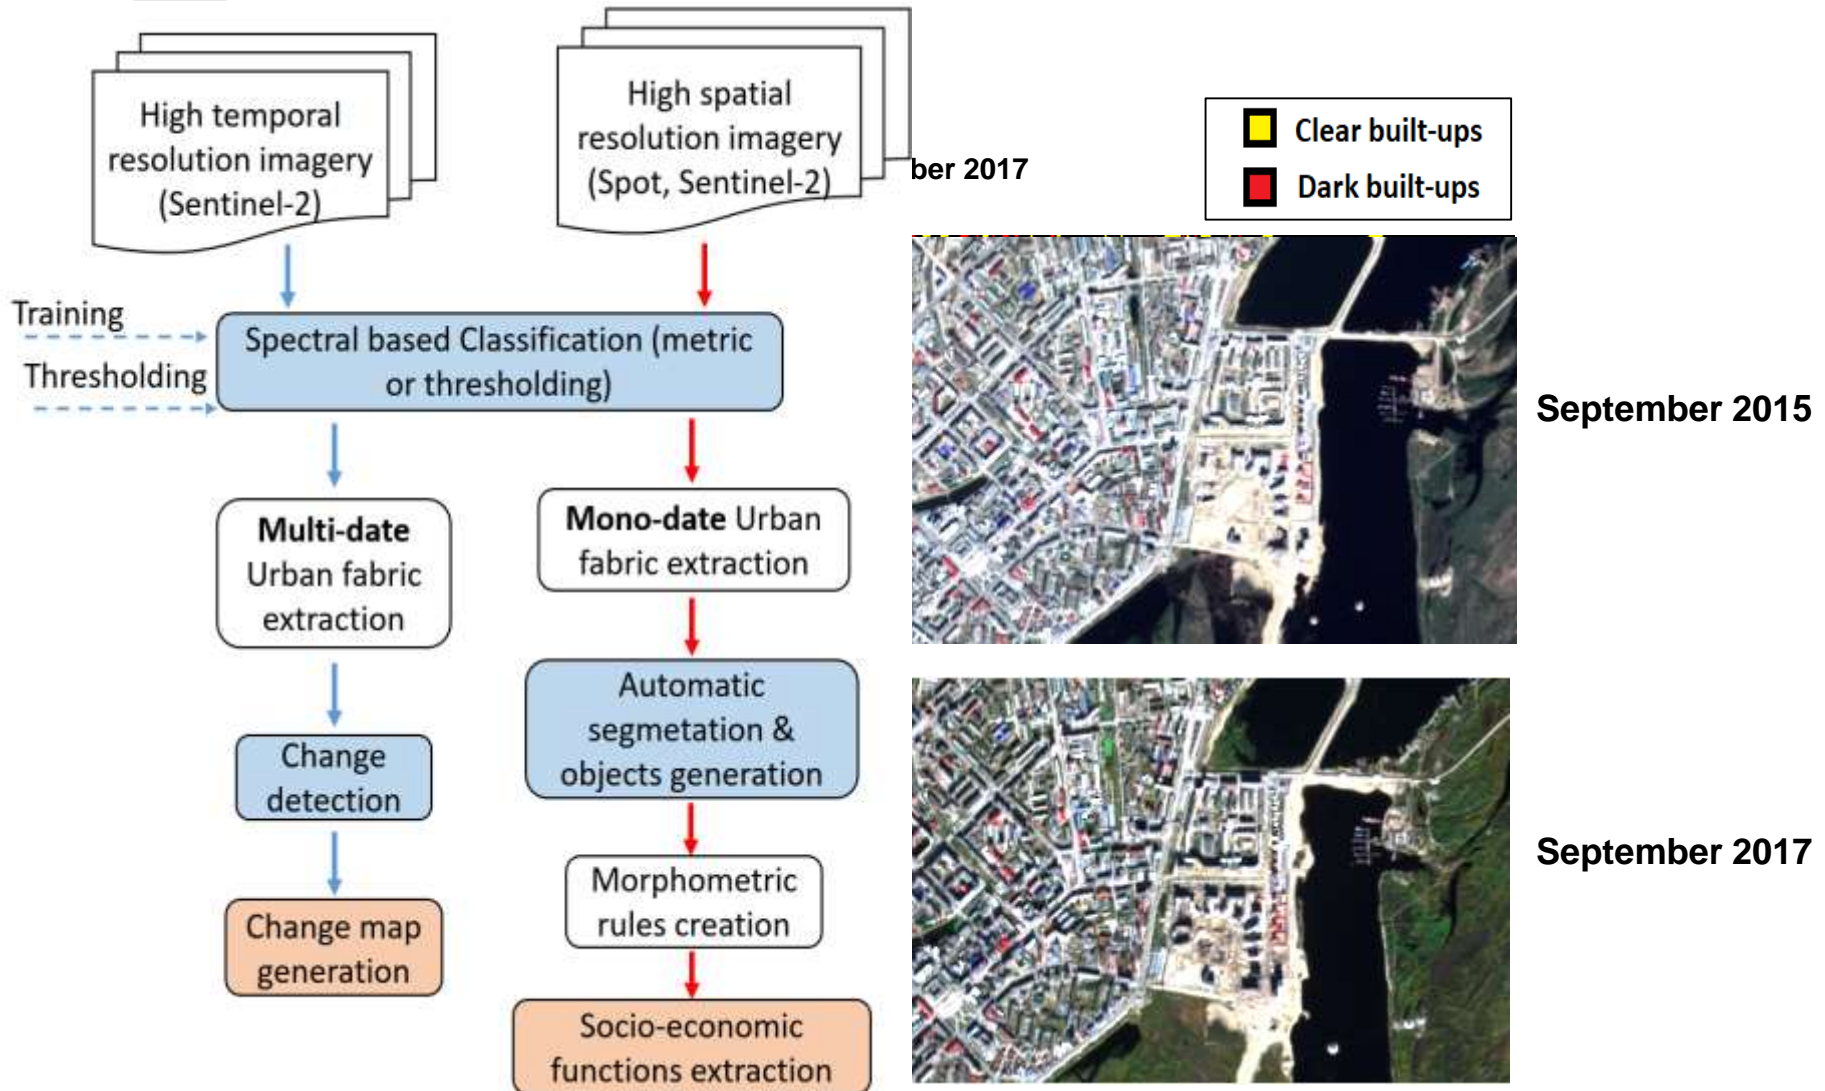 High temporal
resolution imagery
(Sentinel-2)
High spatial
resolution imagery
(Spot, Sentinel-2)
ber 2017
Clear built-ups
Dark built-ups
Training
Thresholding
Spectral based Classification (metric
or thresholding)
September 2015
Multi-date
Urban fabric
extraction
Mono-date Urban
fabric extraction
Automatic
segmetation &
objects generation
Change
detection
September 2017
Morphometric
rules creation
Change map
generation
Socio-economic
functions extraction